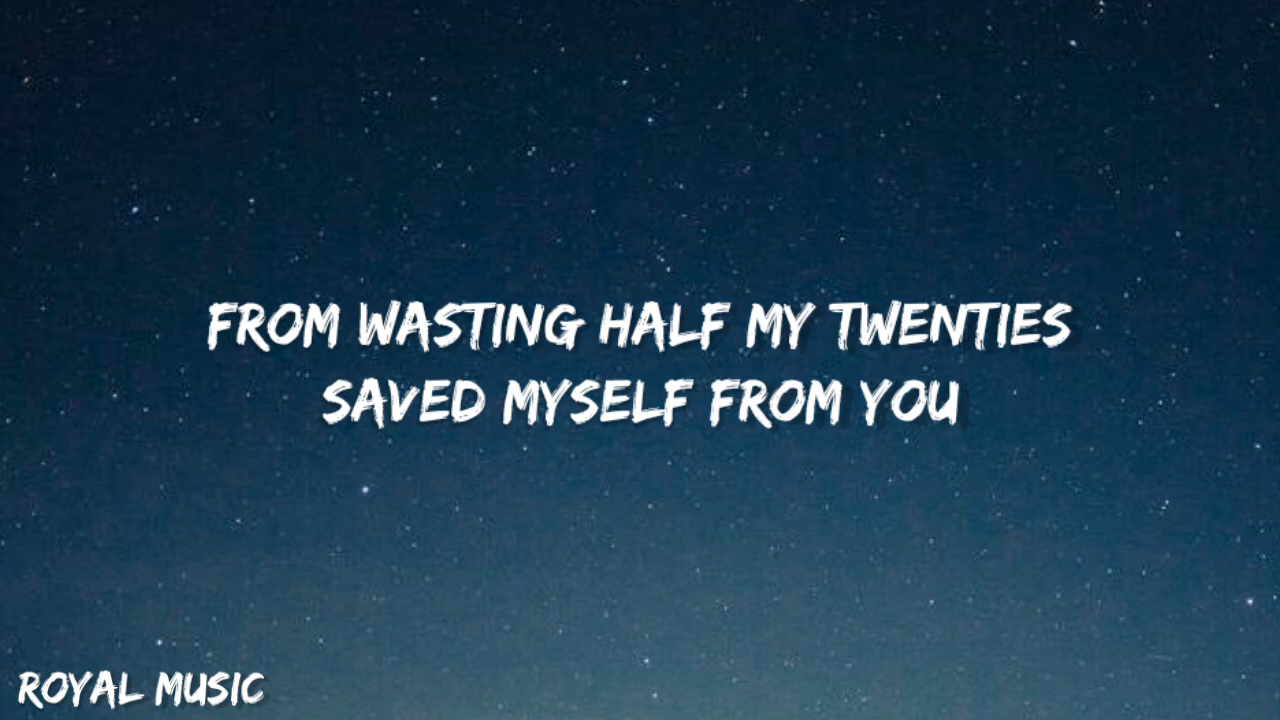 FROM WASTING HALF MY TWENTIES
SAVED MYSELF FROM YOU
ROYAL MUSIC